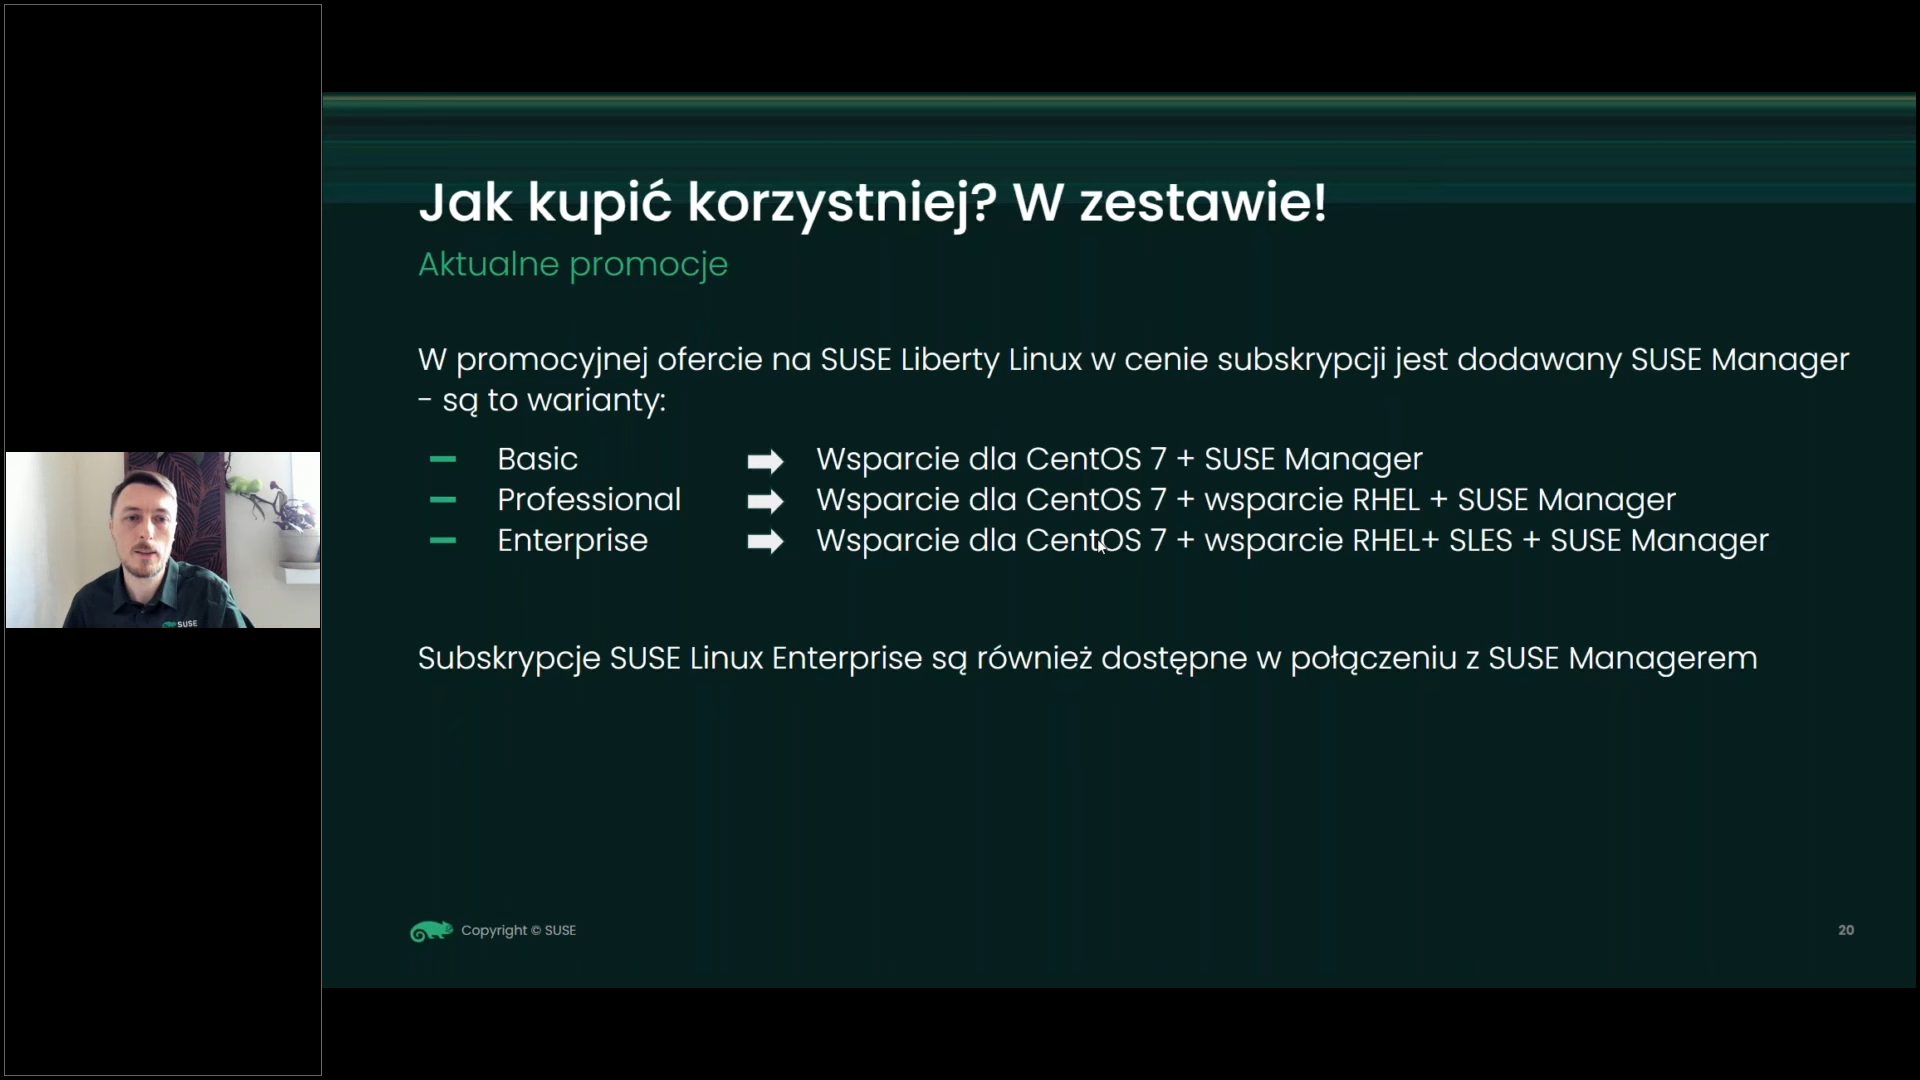 Jak kupić korzystniej? W zestawie!
Aktualne promocje
W promocyjnej ofercie na SUSE Liberty Linux w cenie subskrypcji jest dodawany SUSE Manager
- są to warianty:
Basic ➡ Wsparcie dla CentOS 7 + SUSE Manager
Professional ➡ Wsparcie dla CentOS 7 + wsparcie RHEL + SUSE Manager
Enterprise ➡ Wsparcie dla CentOS 7 + wsparcie RHEL+ SLES + SUSE Manager
Subskrypcje SUSE Linux Enterprise są również dostępne w połączeniu z SUSE Managerem
SUSE
Copyright © SUSE
20